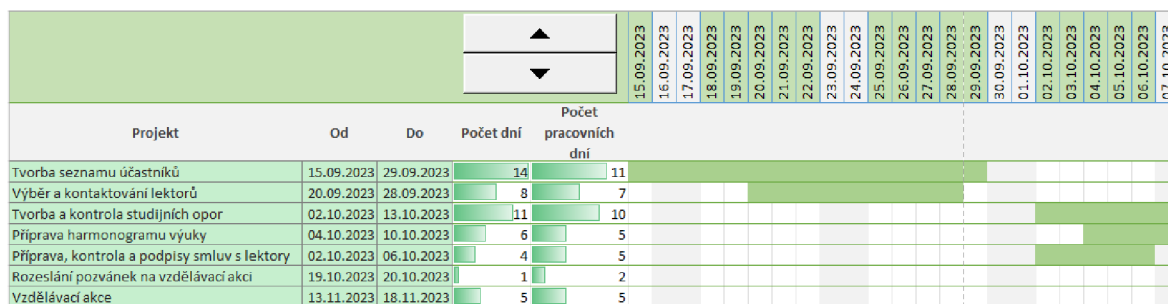 15.09.2023 16.09.2023 17.09.2023 18.09.2023 19.09.2023 20.09.2023 21.09.2023 22.09.2023 23.09.2023 24.09.2023 25.09.2023 26.09.2023 27.09.2023 28.09.2023 29.09.2023 30.09.2023 01.10.2023 02.10.2023 03.10.2023 04.10.2023 05.10.2023 06.10.2023 07.10.2023
Projekt Od Do Počet dní Počet pracovních dní
Tvorba seznamu účastníků 15.09.2023 29.09.2023 14 11
Výběr a kontaktování lektorů 20.09.2023 28.09.2023 8 7
Tvorba a kontrola studijních opor 02.10.2023 13.10.2023 11 10
Příprava harmonogramu výuky 04.10.2023 10.10.2023 6 5
Příprava, kontrola a podpisy smluv s lektory 02.10.2023 06.10.2023 4 5
Rozeslání pozvánek na vzdělávací akci 19.10.2023 20.10.2023 1 2
Vzdělávací akce 13.11.2023 18.11.2023 5 5